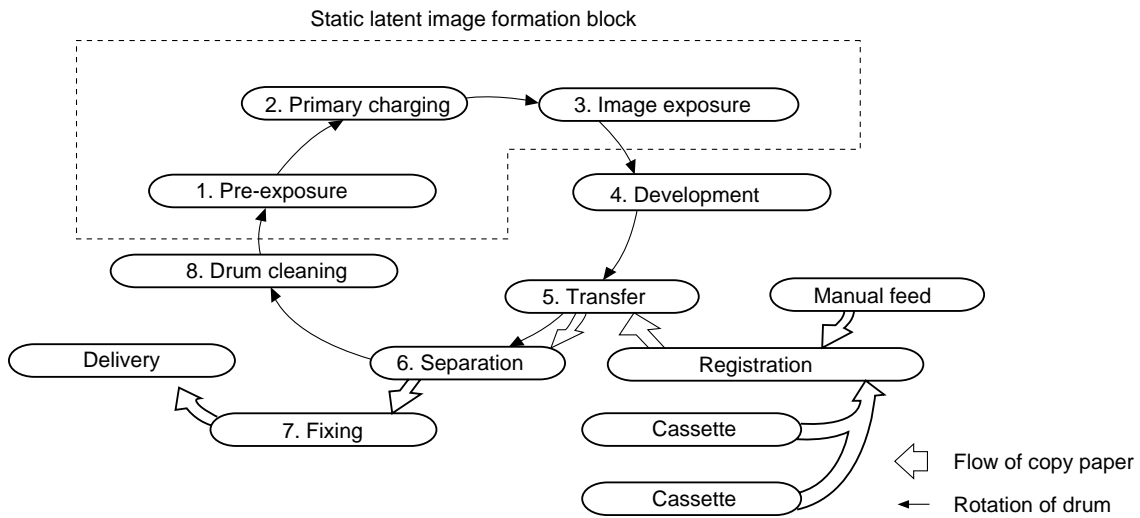 Static latent image formation block
2. Primary charging
3. Image exposure
1. Pre-exposure
4. Development
8. Drum cleaning
5. Transfer
Manual feed
Delivery
6. Separation
Registration
7. Fixing
Cassette
Flow of copy paper
Cassette
Rotation of drum